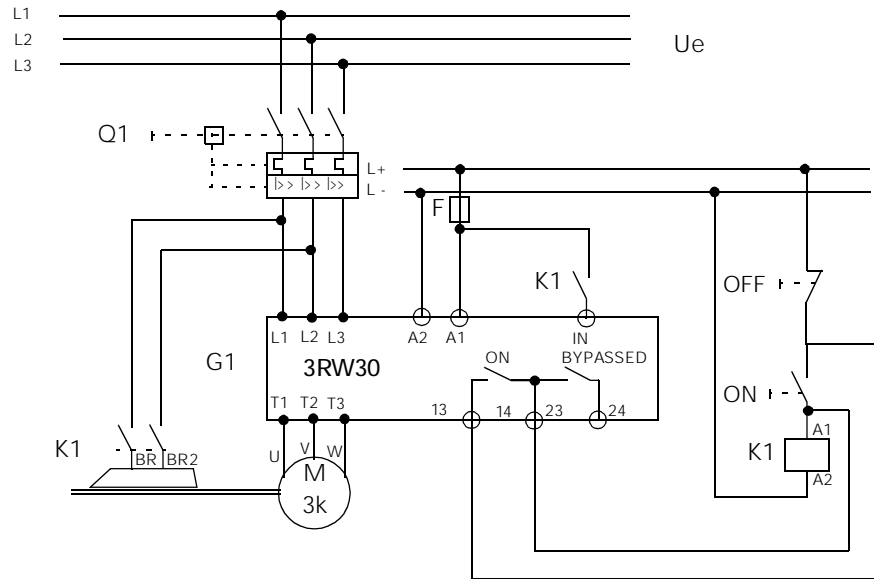 L1
L2
L3
Ue
Q1
I>> I>> I>>
L+
L -
F
K1
OFF
L1 L2 L3
A2 A1
IN
G1
3RW30
ON
BYPASSED
T1 T2 T3
13 14 23 24
ON
K1
BR BR2
U V W
M
3k
K1
A1
A2